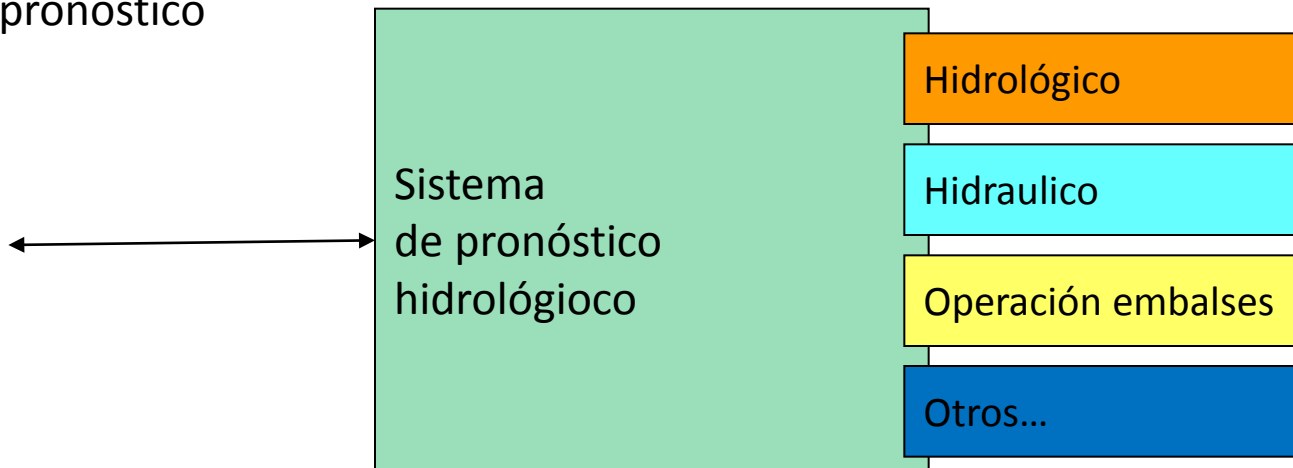 pronóstico
Hidrológico
Sistema
de pronóstico
hidrológioco
Hidraulico
Operación embalses
Otros...